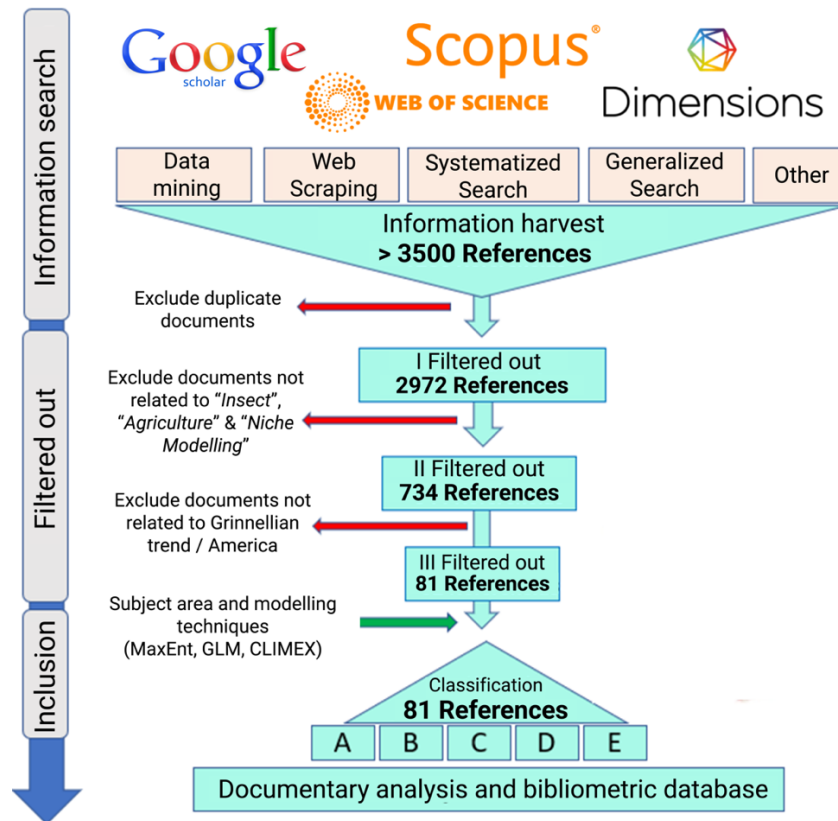 Google
scholar
Scopus®
WEB OF SCIENCE
Dimensions
Information search
Data
mining
Web
Scraping
Systematized
Search
Generalized
Search
Other
Information harvest
> 3500 References
Exclude duplicate
documents
Filtered out
I Filtered out
2972 References
Exclude documents not
related to “Insect”,
“Agriculture” & “Niche
Modelling”
II Filtered out
734 References
Exclude documents not
related to Grinnellian
trend / America
III Filtered out
81 References
Inclusion
Subject area and modelling
techniques
(MaxEnt, GLM, CLIMEX)
Classification
81 References
A
B
C
D
E
Documentary analysis and bibliometric database